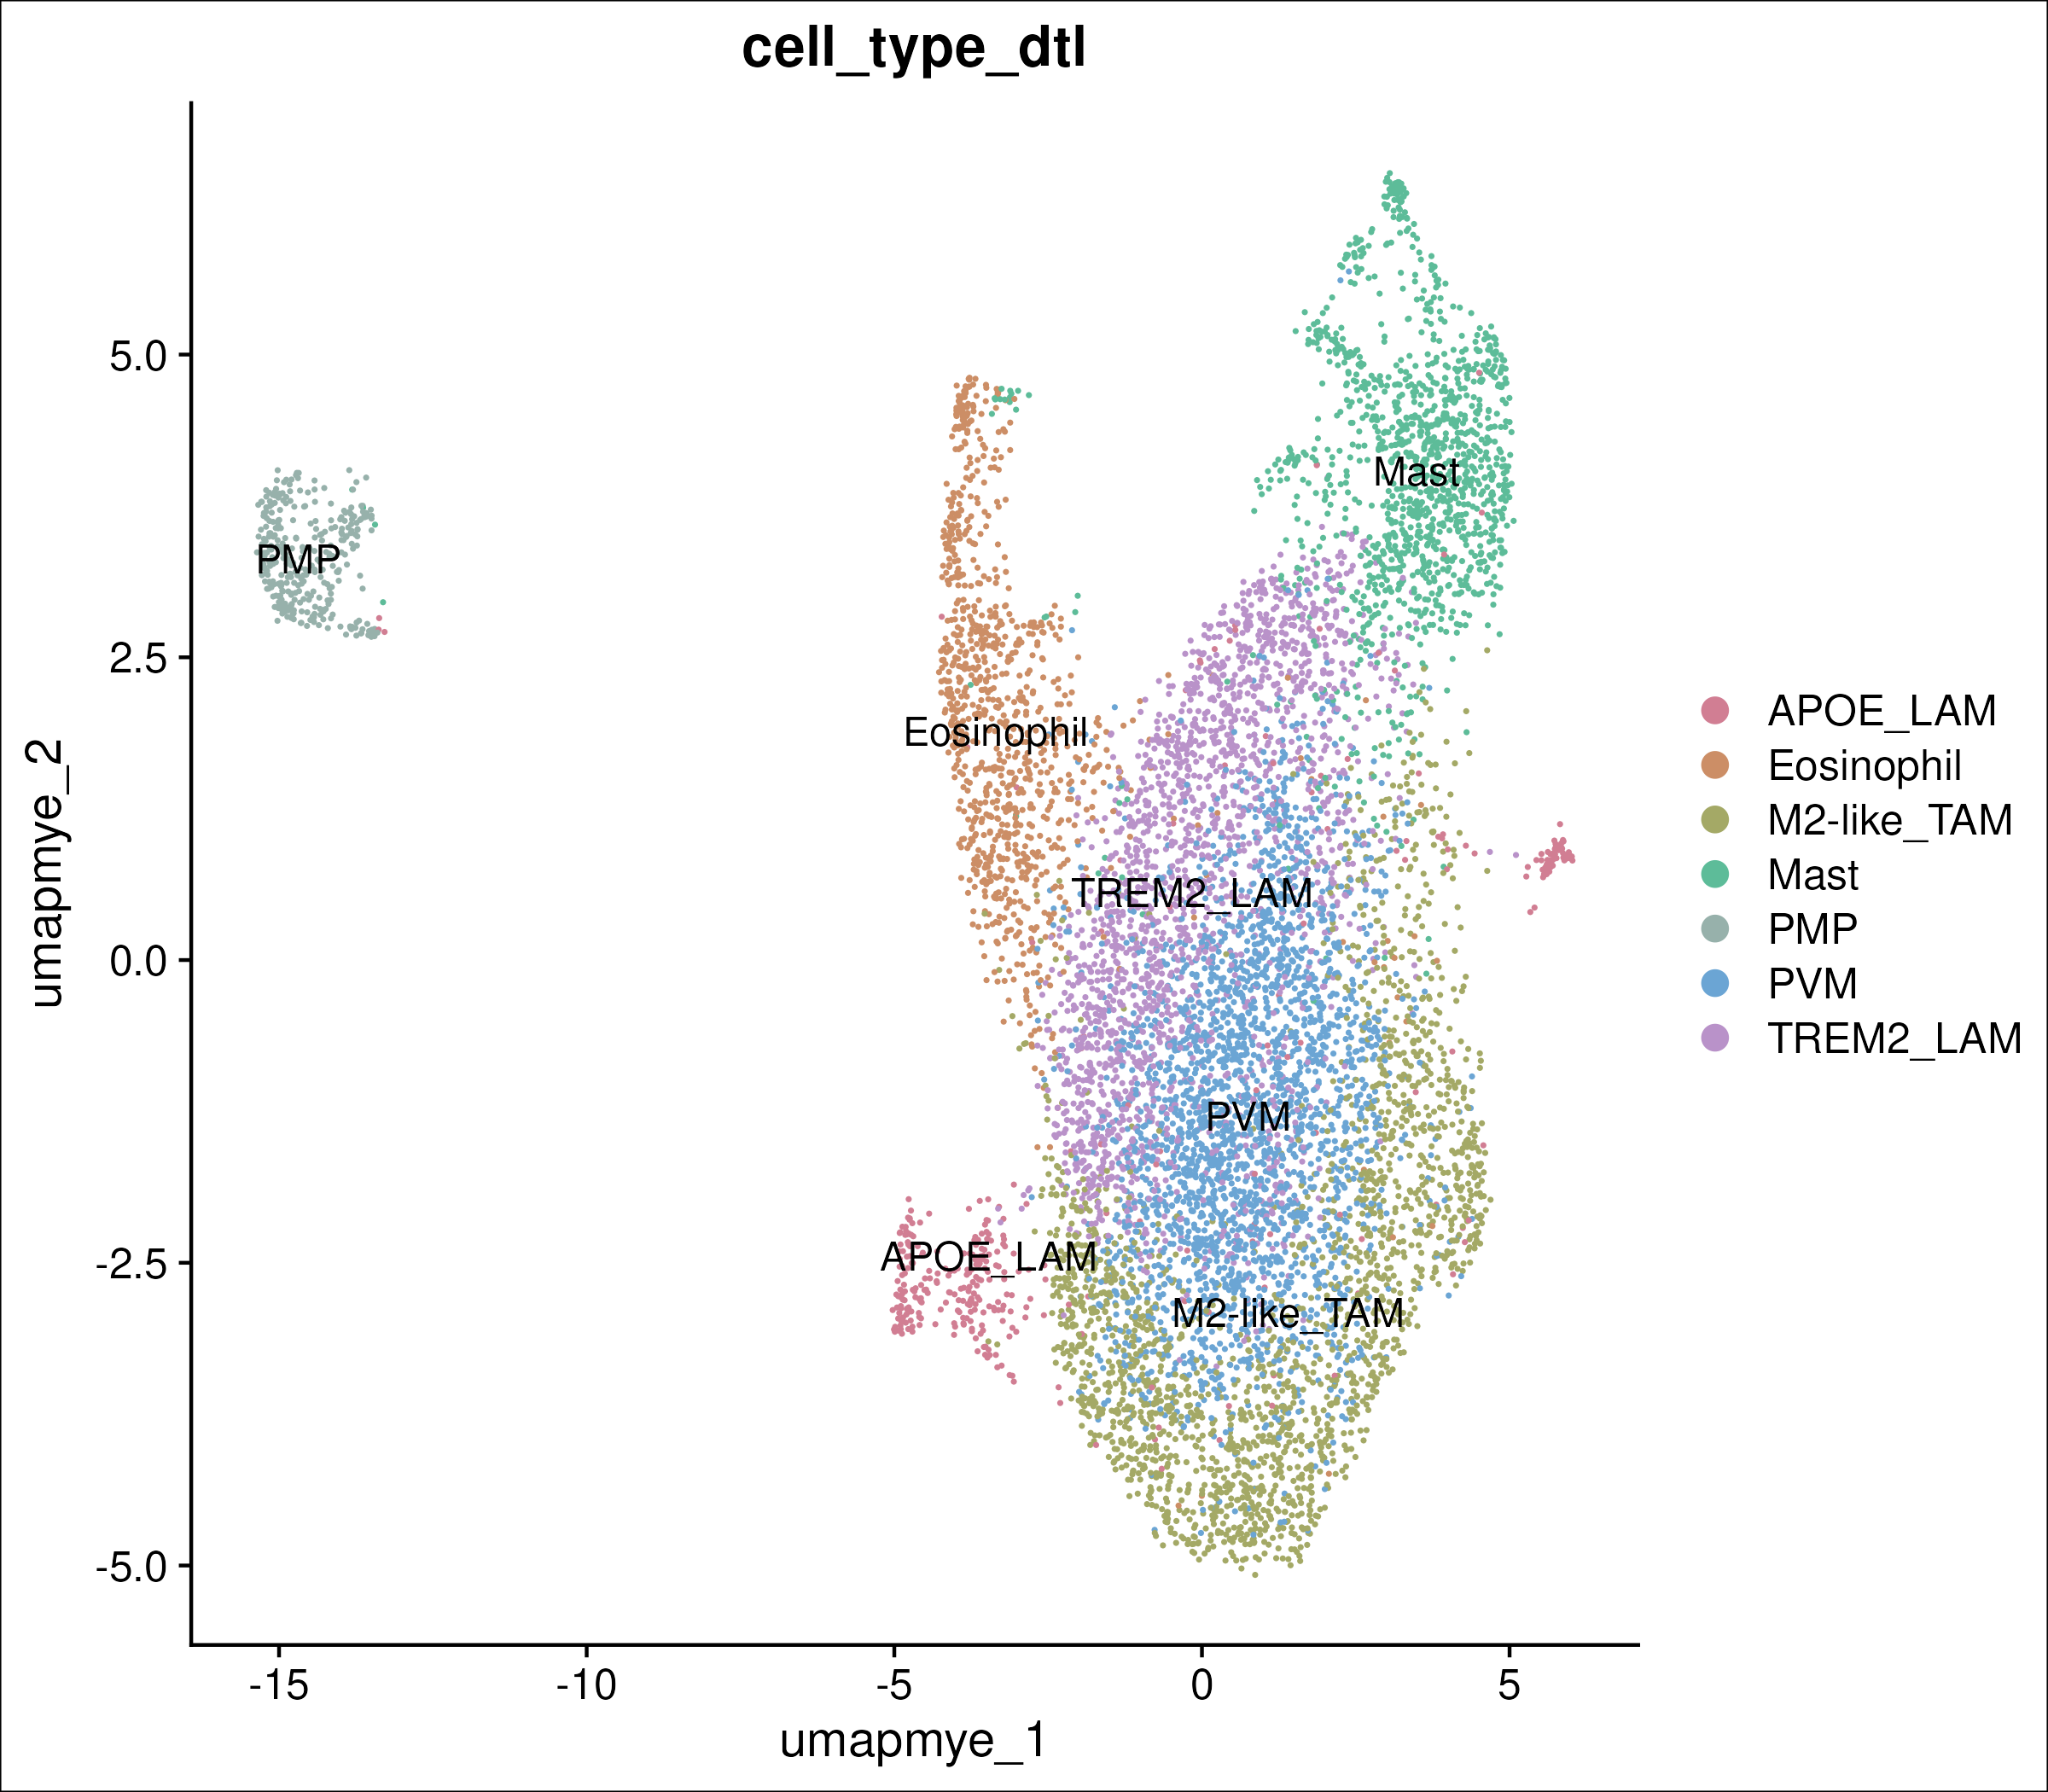 cell_type_dtl
5.0
2.5
0.0
-2.5
-5.0
umapmye_2
-15
-10
-5
0
5
umapmye_1
PMP
Mast
Eosinophil
TREM2_LAM
PVM
APOE_LAM
M2-like_TAM
APOE_LAM
Eosinophil
M2-like_TAM
Mast
PMP
PVM
TREM2_LAM